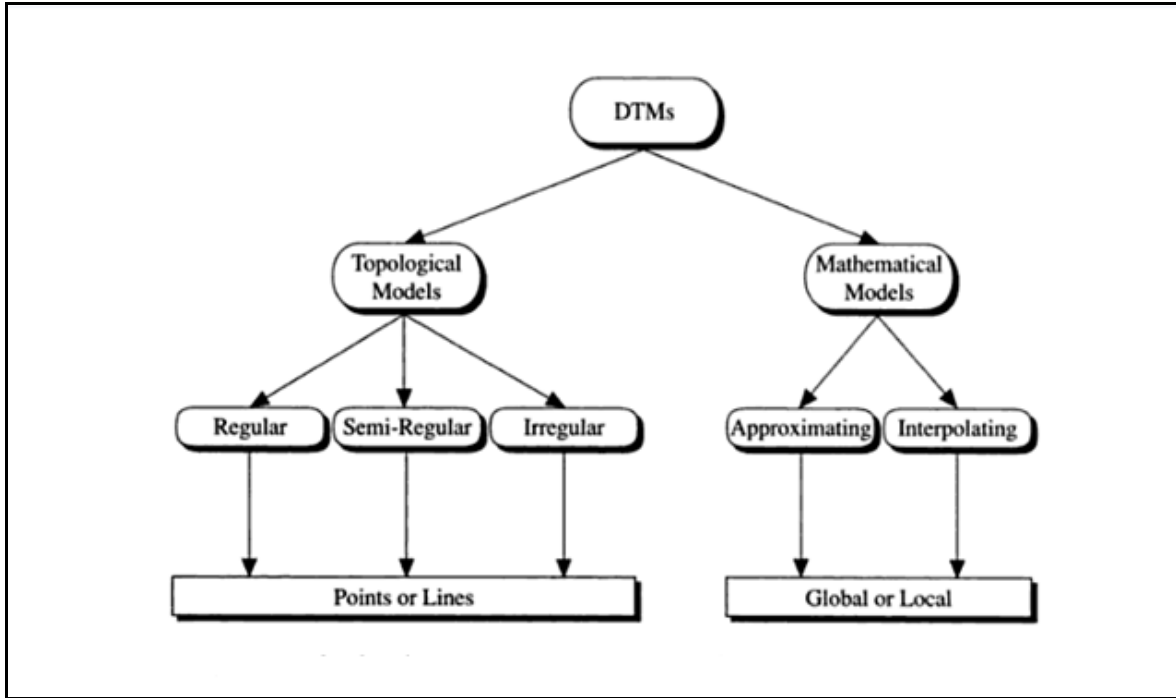 DTMs
Topological
Models
Mathematical
Models
Regular
Semi-Regular
Irregular
Approximating
Interpolating
Points or Lines
Global or Local